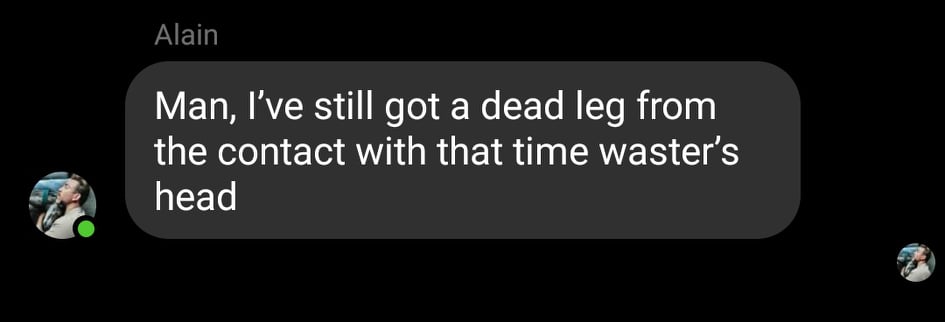 Alain
Man, I’ve still got a dead leg from
the contact with that time waster’s
head